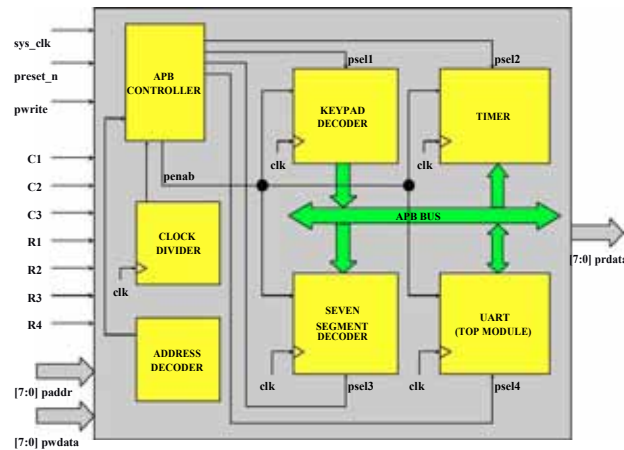 sys_clk
preset_n
pwrite
C1
C2
C3
R1
R2
R3
R4
[7:0] paddr
[7:0] pwdata
APB
CONTROLLER
penab
CLOCK
DIVIDER
clk
ADDRESS
DECODER
psel1
KEYPAD
DECODER
clk
psel2
TIMER
clk
APB BUS
SEVEN
SEGMENT
DECODER
clk
psel3
UART
(TOP MODULE)
clk
psel4
[7:0] prdata